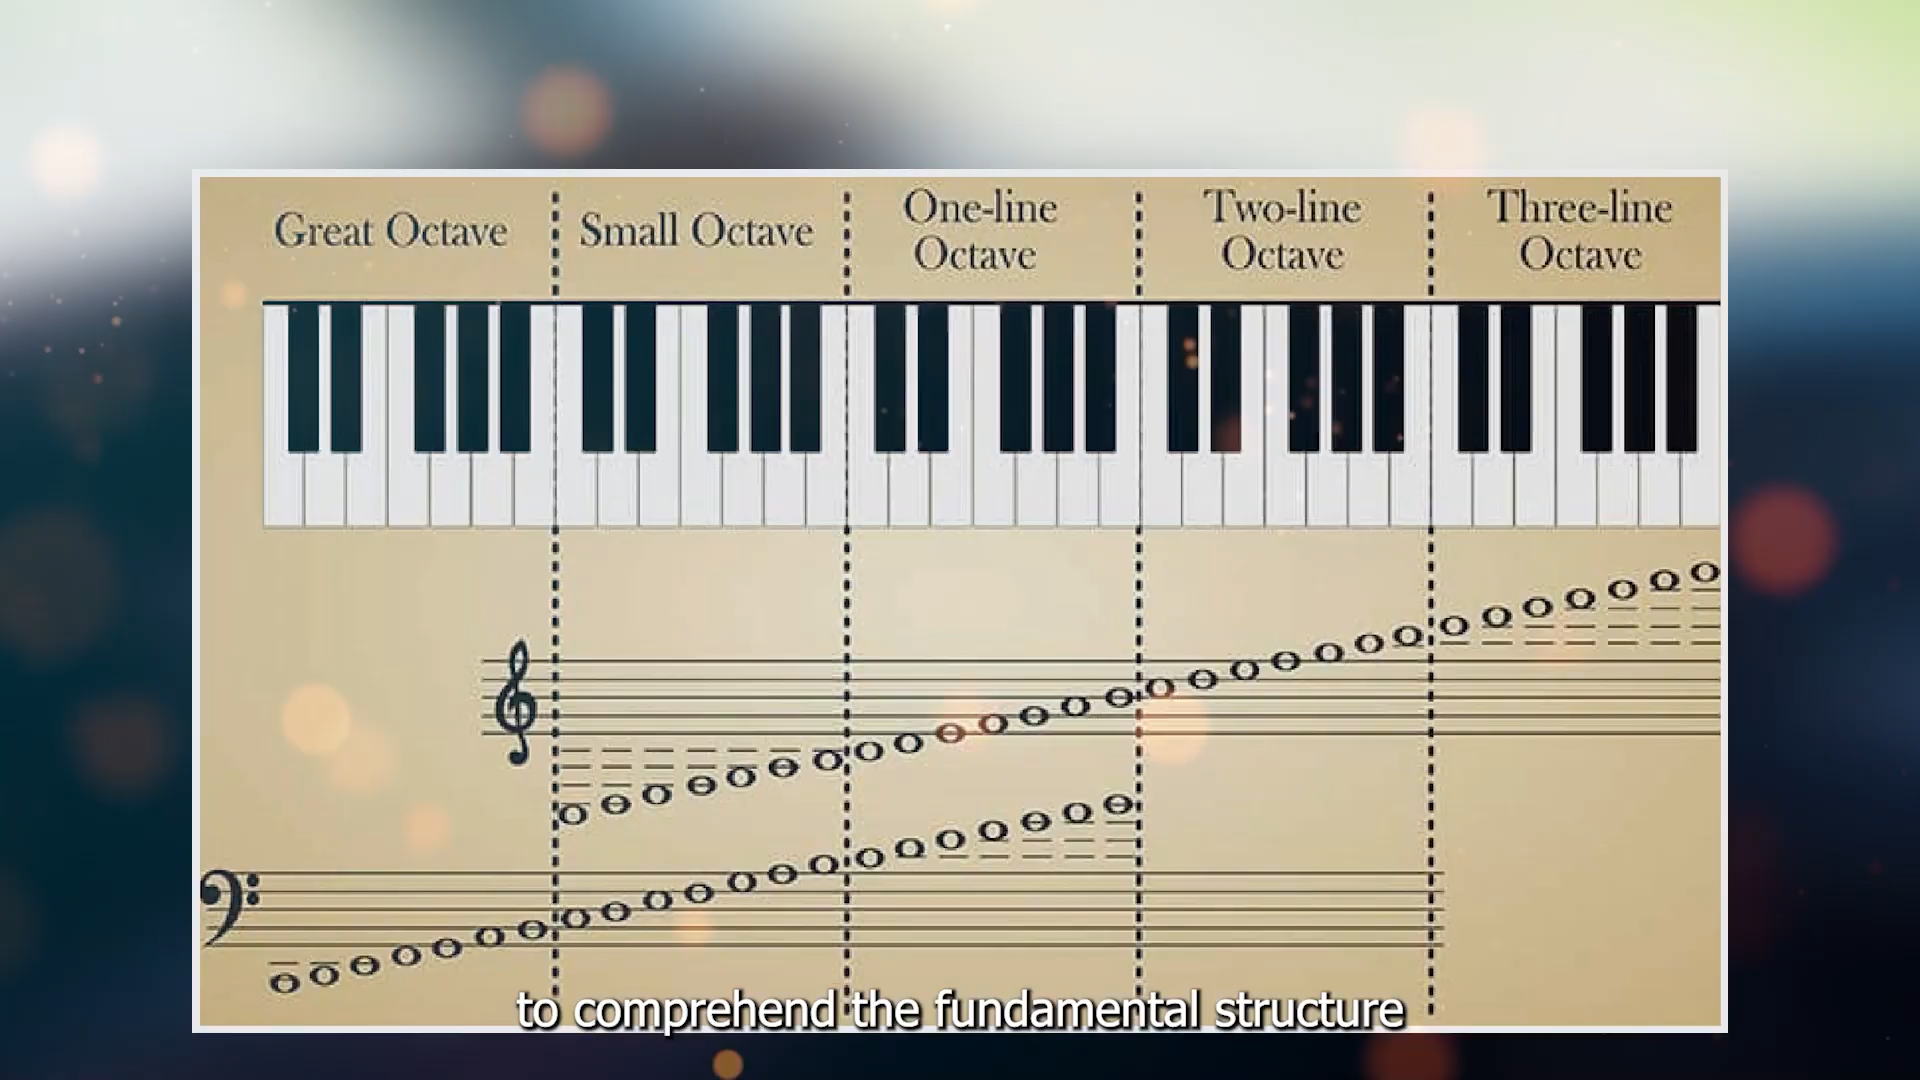 Great Octave
Small Octave
One-line
Octave
Two-line
Octave
Three-line
Octave
to comprehend the fundamental structure